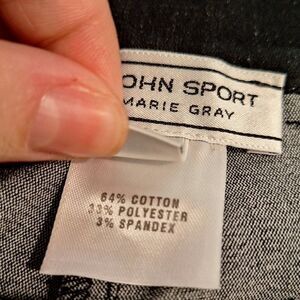 OHN SPORT
MARIE GRAY
64% COTTON
33% POLYESTER
3% SPANDEX